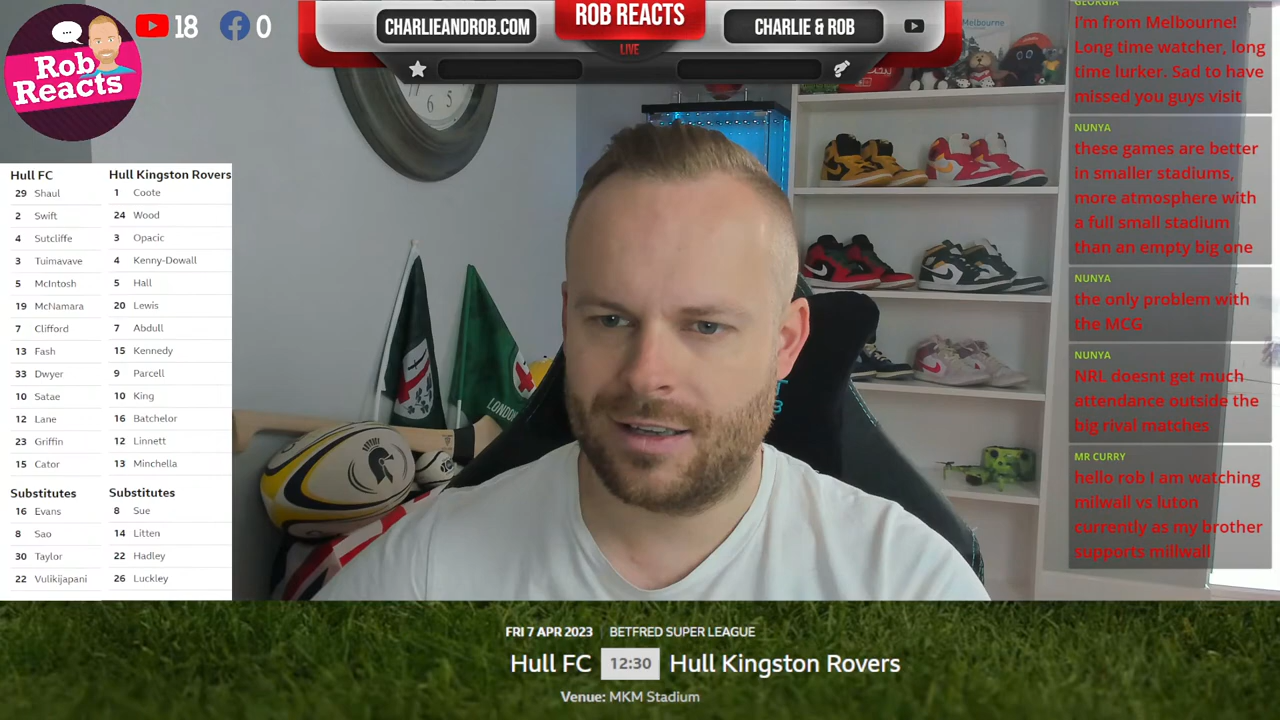 Rob
Reacts
18
0
CHARLIEANDROB.COM
ROB REACTS
LIVE
CHARLIE & ROB
Hull FC
29 Shaul
2 Swift
4 Sutcliffe
3 Tuimavave
5 McIntosh
19 McNamara
7 Clifford
13 Fash
33 Dwyer
10 Satae
12 Lane
23 Griffin
15 Cator
Substitutes
16 Evans
8 Sao
30 Taylor
22 Vulikijapani
Hull Kingston Rovers
1 Coote
24 Wood
3 Opacic
4 Kenny-Dowall
5 Hall
20 Lewis
7 Abdull
15 Kennedy
9 Parcell
10 King
16 Batchelor
12 Linnett
13 Minchella
Substitutes
8 Sue
14 Litten
22 Hadley
26 Luckley
11
6
5
LONDON
Melbourne
GEORGIA
I'm from Melbourne!
Long time watcher, long
time lurker. Sad to have
missed you guys visit
NUNYA
these games are better
in smaller stadiums,
more atmosphere with
a full small stadium
than an empty big one
NUNYA
the only problem with
the MCG
NUNYA
NRL doesnt get much
attendance outside the
big rival matches
MR CURRY
hello rob I am watching
milwall vs luton
currently as my brother
supports millwall
FRI 7 APR 2023 BETFRED SUPER LEAGUE
Hull FC 12:30 Hull Kingston Rovers
Venue: MKM Stadium